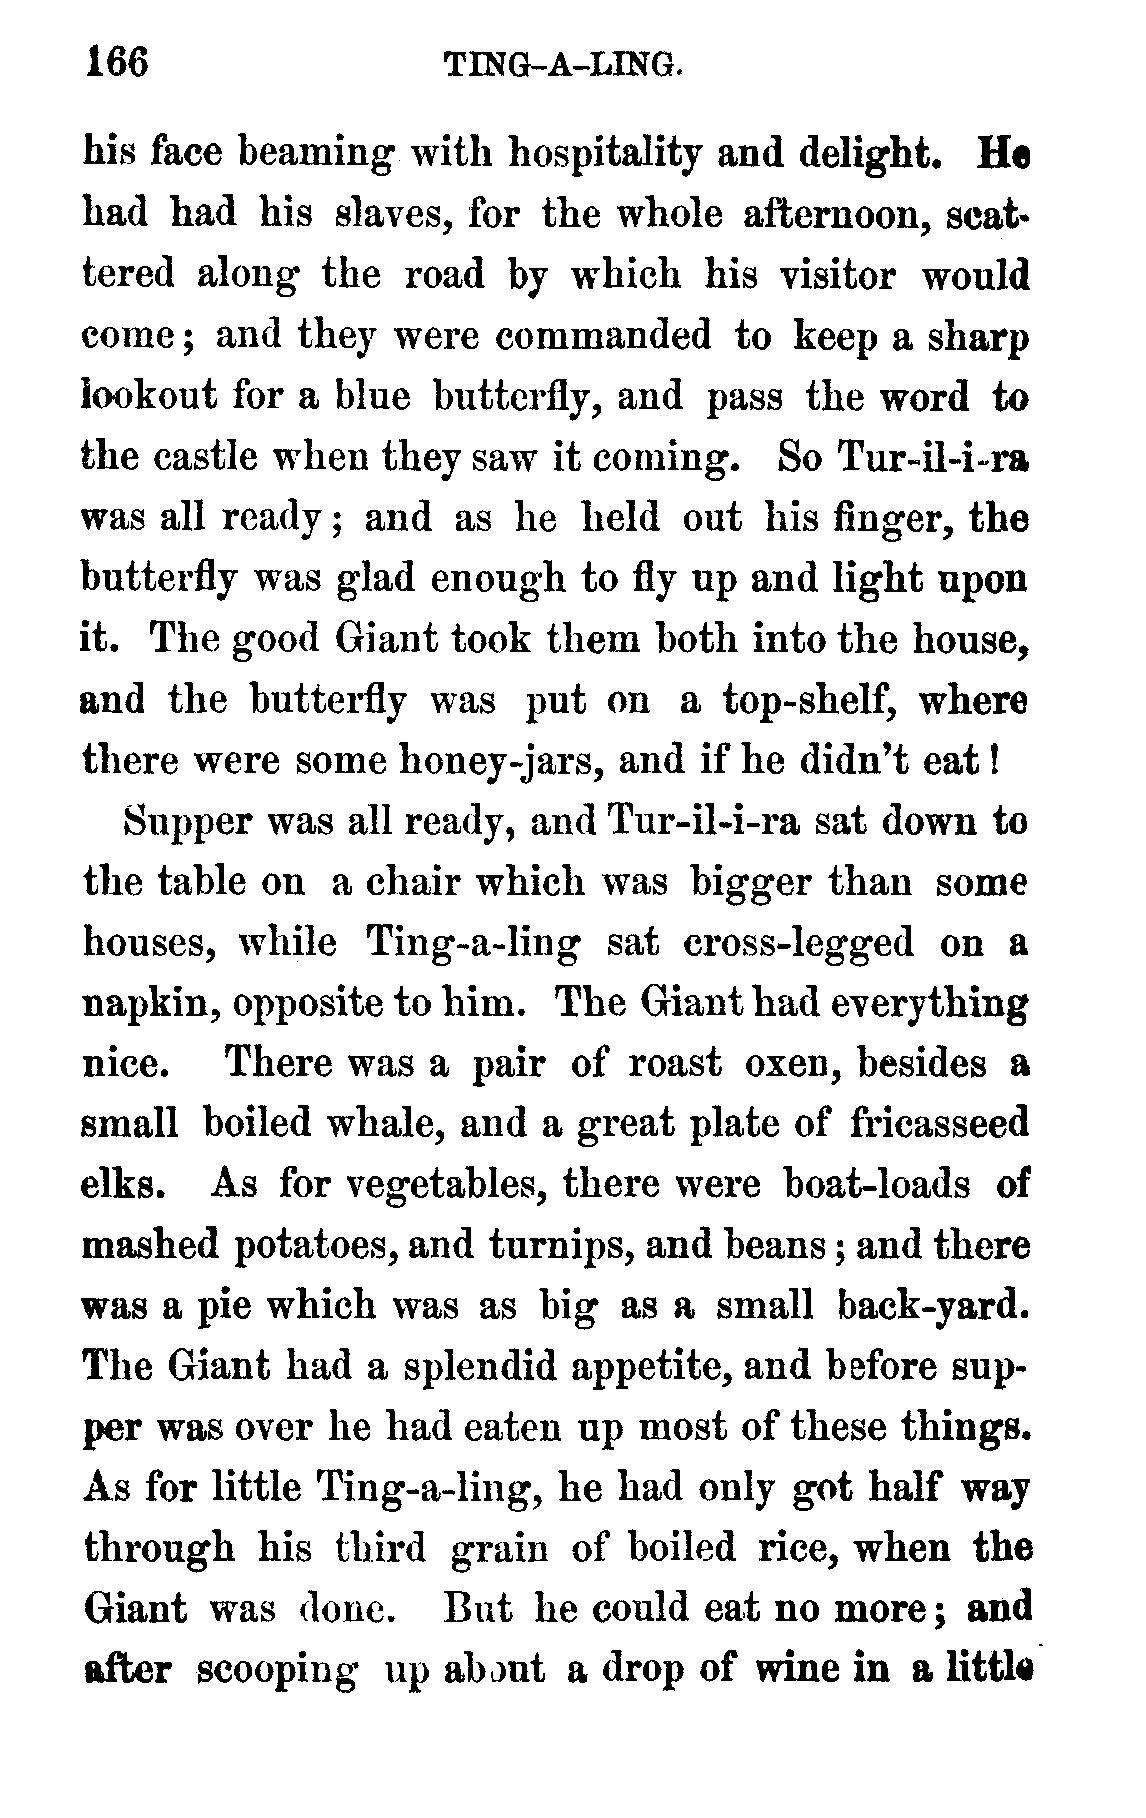 166 TING-A-LING.
his face beaming with hospitality and delight. He
had had his slaves, for the whole afternoon, scat-
tered along the road by which his visitor would
come; and they were commanded to keep a sharp
lookout for a blue butterfly, and pass the word to
the castle when they saw it coming. So Tur-il-i-ra
was all ready; and as he held out his finger, the
butterfly was glad enough to fly up and light upon
it. The good Giant took them both into the house,
and the butterfly was put on a top-shelf, where
there were some honey-jars, and if he didn't eat!
Supper was all ready, and Tur-il-i-ra sat down to
the table on a chair which was bigger than some
houses, while Ting-a-ling sat cross-legged on a
napkin, opposite to him. The Giant had everything
nice. There was a pair of roast oxen, besides a
small boiled whale, and a great plate of fricasseed
elks. As for vegetables, there were boat-loads of
mashed potatoes, and turnips, and beans; and there
was a pie which was as big as a small back-yard.
The Giant had a splendid appetite, and before sup-
per was over he had eaten up most of these things.
As for little Ting-a-ling, he had only got half way
through his third grain of boiled rice, when the
Giant was done. But he could eat no more; and
after scooping up about a drop of wine in a little